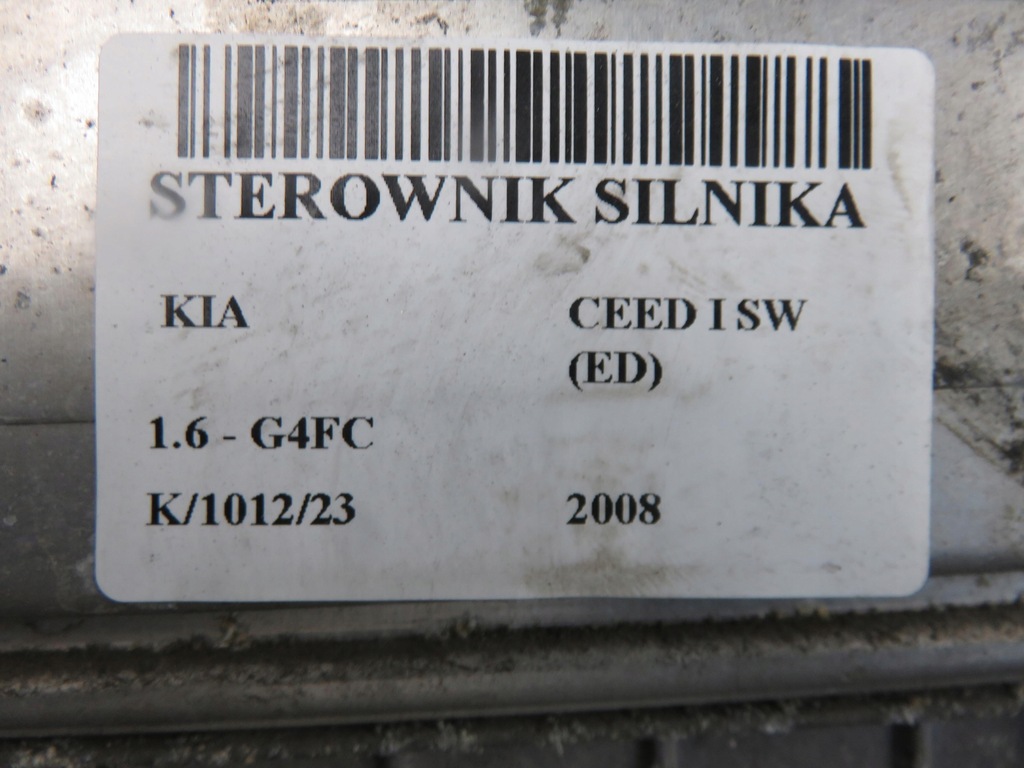 STEROWNIK SILNIKA
KIA
CEED I SW
(ED)
1.6 - G4FC
K/1012/23
2008